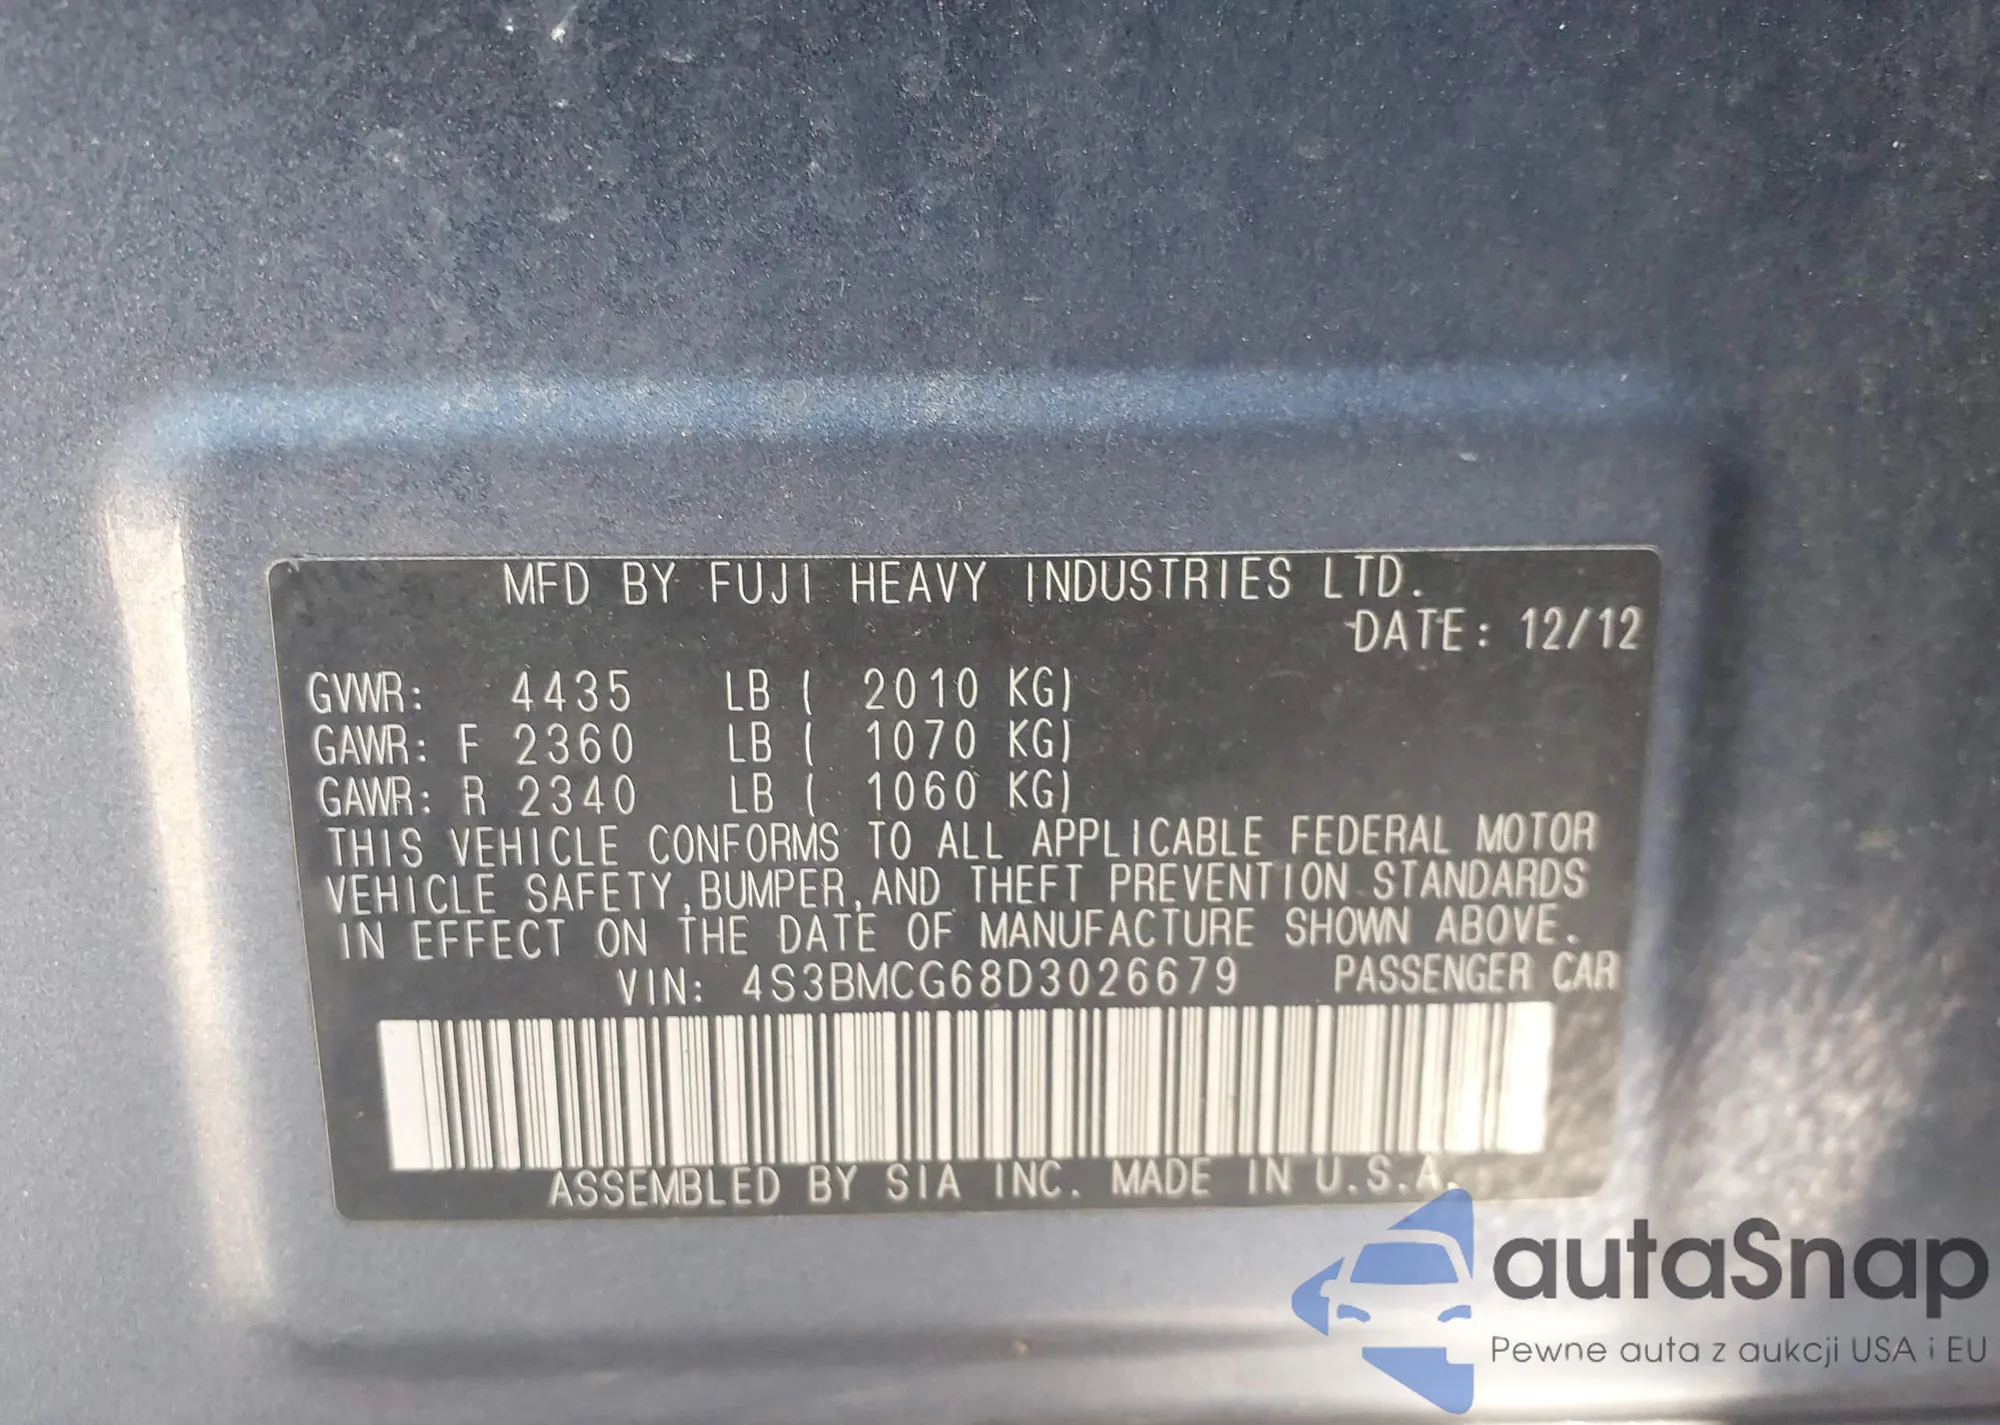 MFD BY FUJI HEAVY INDUSTRIES LTD.
DATE: 12/12
GVWR: 4435 LB ( 2010 KG)
GAWR: F 2360 LB ( 1070 KG)
GAWR: R 2340 LB ( 1060 KG)
THIS VEHICLE CONFORMS TO ALL APPLICABLE FEDERAL MOTOR
VEHICLE SAFETY,BUMPER,AND THEFT PREVENTION STANDARDS
IN EFFECT ON THE DATE OF MANUFACTURE SHOWN ABOVE.
VIN: 4S3BMCG68D3026679 PASSENGER CAR
ASSEMBLED BY SIA INC. MADE IN U.S.A.
autaSnap
Pewne auta z aukcji USA i EU